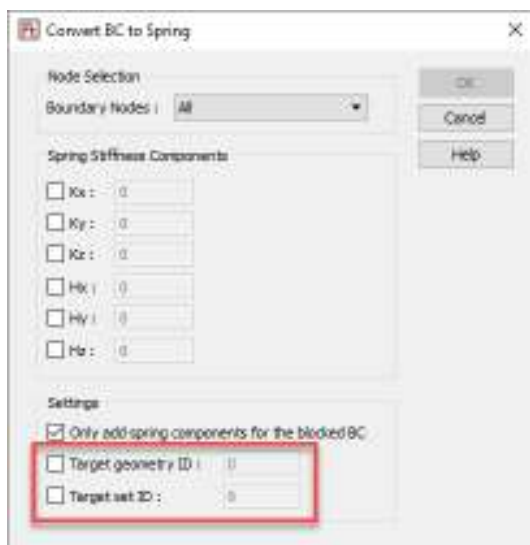 Convert BC to Spring
Node Selection
Boundary Nodes : All
OK
Cancel
Help
Spring Stiffness Components
Kx : 0
Ky : 0
Kz : 0
Hx : 0
Hy : 0
Hz : 0
Settings
Only add spring components for the blocked BC
Target geometry ID : 0
Target set ID : 0